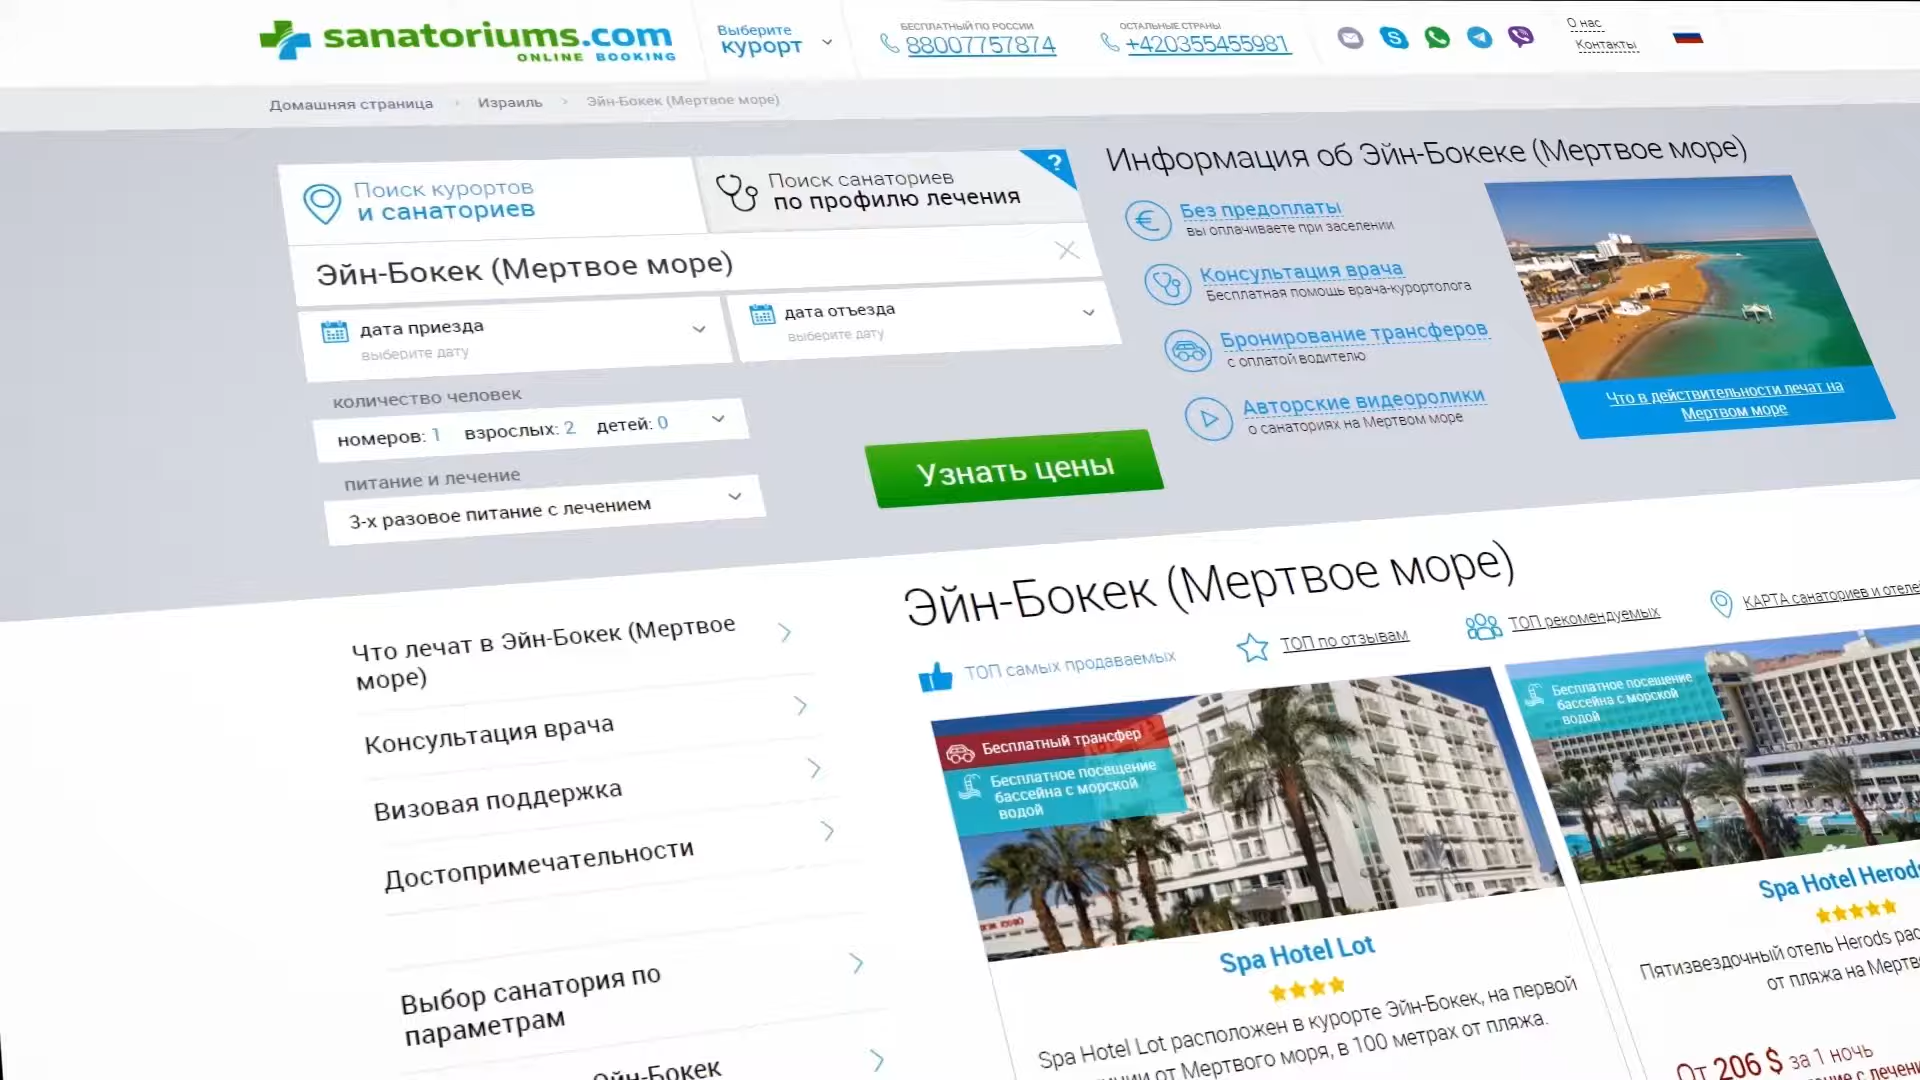 sanatoriums.com
ONLINE BOOKING
Выберите
курорт
БЕСПЛАТНЫЙ ПО РОССИИ
88007757874
ОСТАЛЬНЫЕ СТРАНЫ
+420355455981
О нас
Контакты
Домашняя страница > Израиль > Эйн-Бокек (Мертвое море)
Поиск курортов
и санаториев
Поиск санаториев
по профилю лечения
?
Эйн-Бокек (Мертвое море)
дата приезда
выберите дату
дата отъезда
выберите дату
количество человек
номеров: 1 взрослых: 2 детей: 0
питание и лечение
3-х разовое питание с лечением
Узнать цены
Информация об Эйн-Бокеке (Мертвое море)
Без предоплаты
вы оплачиваете при заселении
Консультация врача
Бесплатная помощь врача-курортолога
Бронирование трансферов
с оплатой водителю
Авторские видеоролики
о санаториях на Мертвом море
Что в действительности лечат на
Мертвом море
Что лечат в Эйн-Бокек (Мертвое
море)
Консультация врача
Визовая поддержка
Достопримечательности
Выбор санатория по
параметрам
Эйн-Бокек
Эйн-Бокек (Мертвое море)
ТОП самых продаваемых
ТОП по отзывам
ТОП рекомендуемых
КАРТА санаториев и отеле
Бесплатный трансфер
Бесплатное посещение
бассейна с морской
водой
Spa Hotel Lot
Spa Hotel Lot расположен в курорте Эйн-Бокек, на первой
от Мертвого моря, в 100 метрах от пляжа.
Бесплатное посещение
бассейна с морской
водой
Spa Hotel Herods
Пятизвездочный отель Herods рас
от пляжа на Мертво
От 206 $ за 1 ночь
с лечени